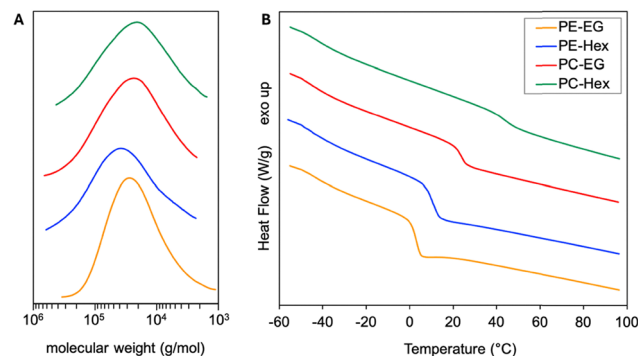 A
10⁶ 10⁵ 10⁴ 10³
molecular weight (g/mol)
B
PE-EG
PE-Hex
PC-EG
PC-Hex
Heat Flow (W/g) exo up
-60 -40 -20 0 20 40 60 80 100
Temperature (°C)